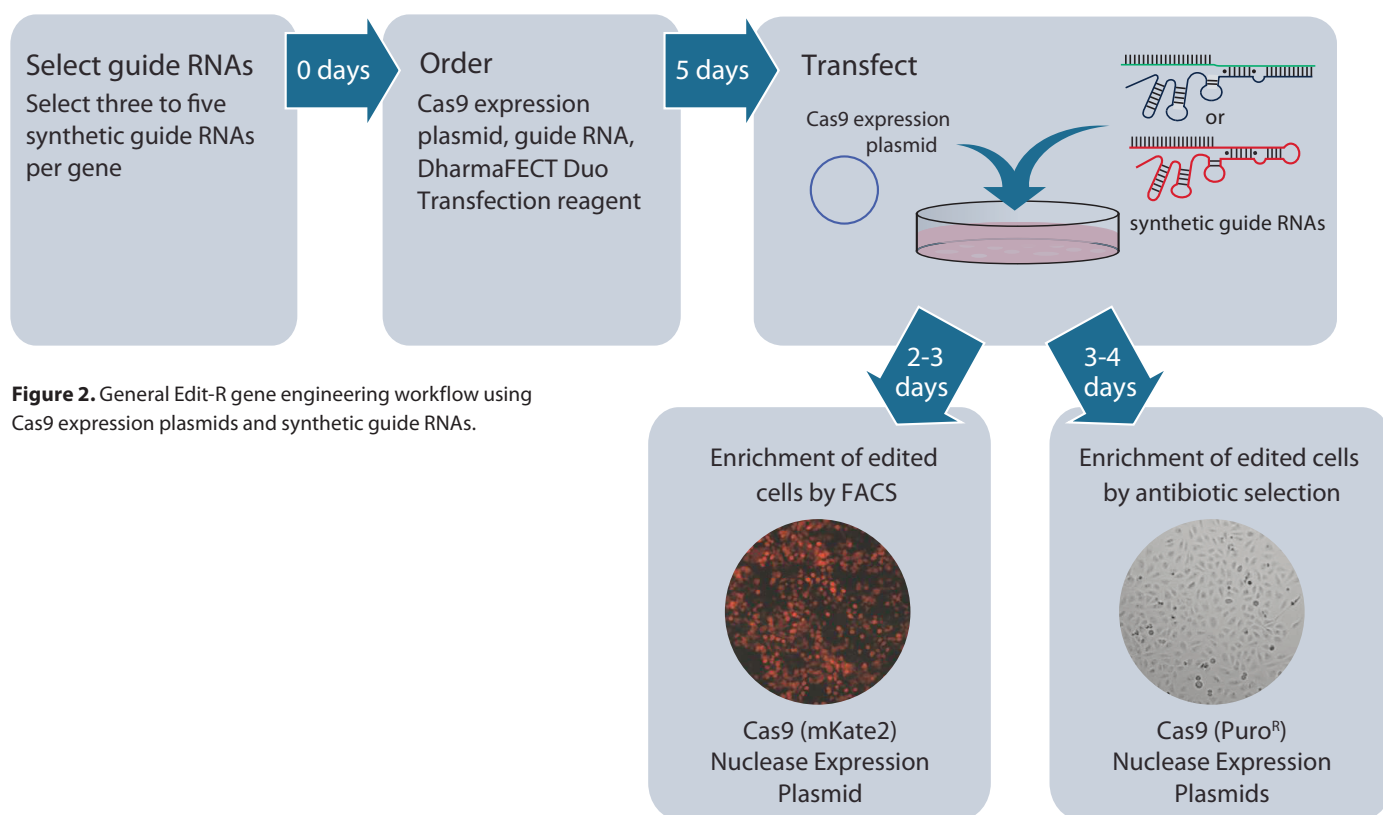 Select guide RNAs
Select three to five
synthetic guide RNAs
per gene
0 days
Order
Cas9 expression
plasmid, guide RNA,
DharmaFECT Duo
Transfection reagent
5 days
Transfect
Cas9 expression
plasmid
or
synthetic guide RNAs
Figure 2. General Edit-R gene engineering workflow using
Cas9 expression plasmids and synthetic guide RNAs.
2-3
days
3-4
days
Enrichment of edited
cells by FACS
Cas9 (mKate2)
Nuclease Expression
Plasmid
Enrichment of edited cells
by antibiotic selection
Cas9 (Puroᴿ)
Nuclease Expression
Plasmids